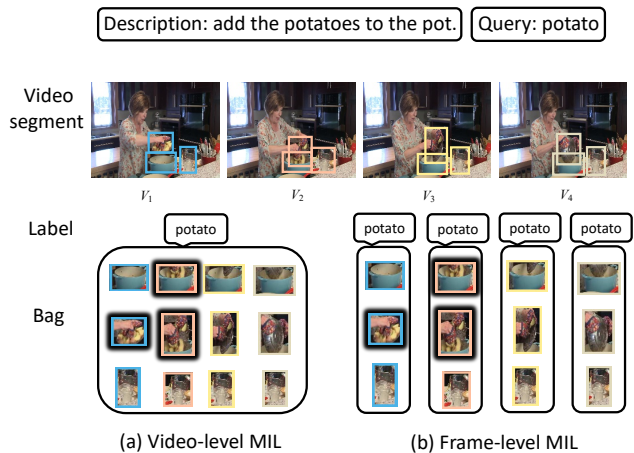 Description: add the potatoes to the pot.
Query: potato
Video
segment
V1
V2
V3
V4
Label
potato
potato
potato
potato
potato
Bag
(a) Video-level MIL
(b) Frame-level MIL